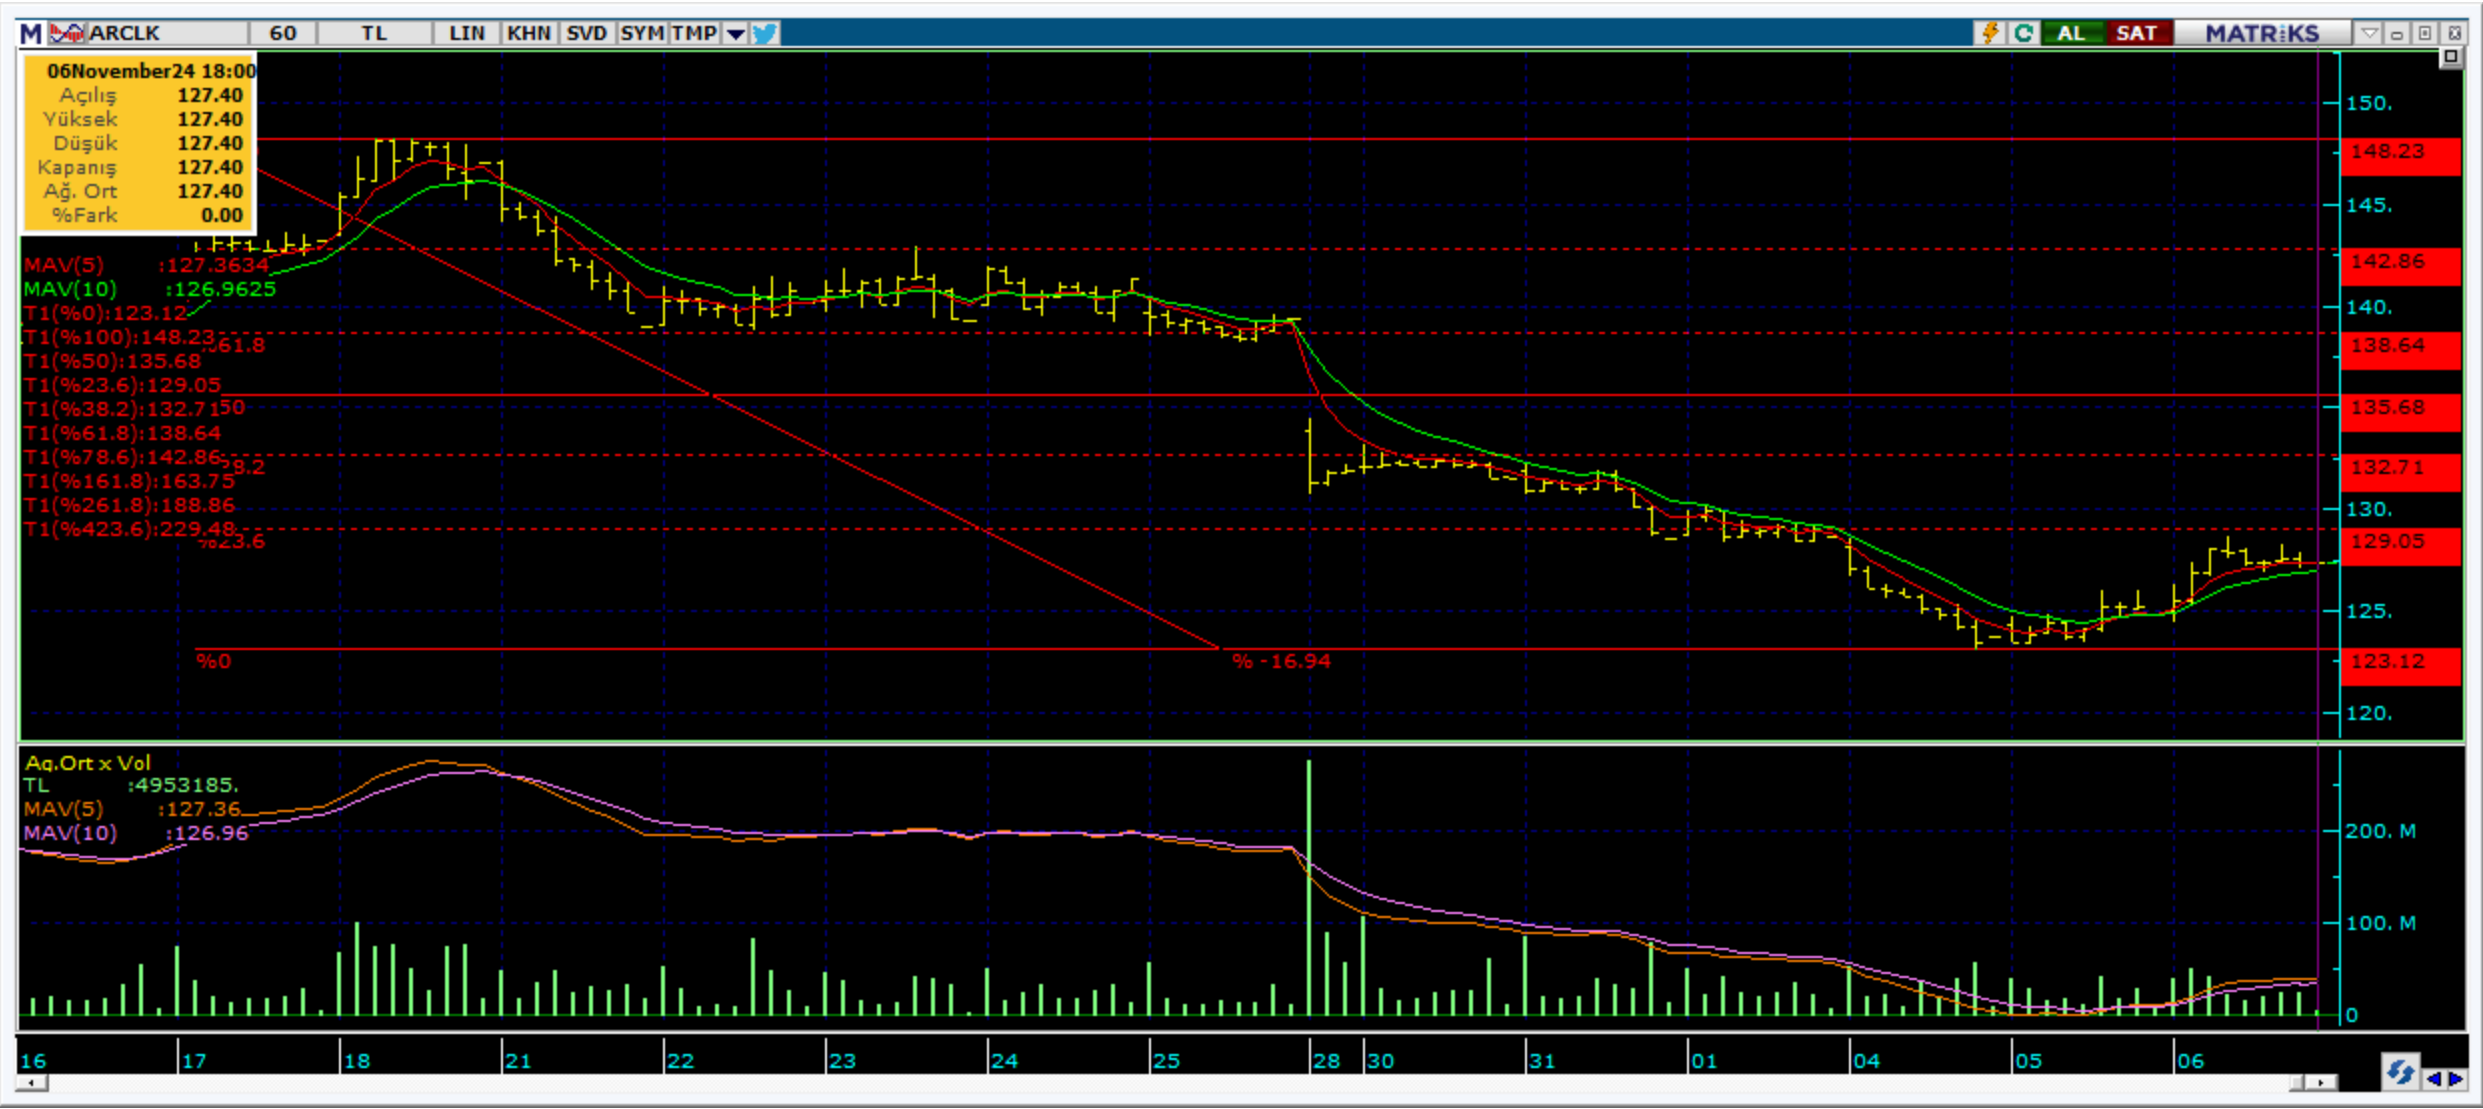 M ARCLK 60 TL LIN KHN SVD SYM TMP AL SAT MATRiKS
06November24 18:00
Açılış 127.40
Yüksek 127.40
Düşük 127.40
Kapanış 127.40
Ağ. Ort 127.40
%Fark 0.00
MAV(5) :127.3634
MAV(10) :126.9625
T1(%0):123.12
T1(%100):148.23
61.8
T1(%50):135.68
T1(%23.6):129.05
T1(%38.2):132.71
50
T1(%61.8):138.64
T1(%78.6):142.86
8.2
T1(%161.8):163.75
T1(%261.8):188.86
T1(%423.6):229.48
%23.6
%0
% -16.94
150.
148.23
145.
142.86
140.
138.64
135.68
132.71
130.
129.05
125.
123.12
120.
Ag.Ort x Vol
TL :4953185.
MAV(5) :127.36
MAV(10) :126.96
200. M
100. M
0
16 17 18 21 22 23 24 25 28 30 31 01 04 05 06